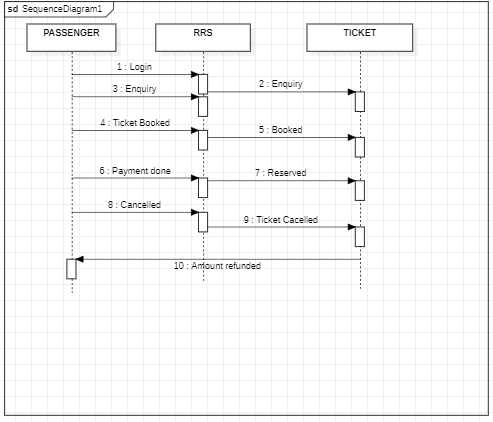 sd SequenceDiagram1
PASSENGER
RRS
TICKET
1 : Login
2 : Enquiry
3 : Enquiry
4 : Ticket Booked
5 : Booked
6 : Payment done
7 : Reserved
8 : Cancelled
9 : Ticket Cacelled
10 : Amount refunded